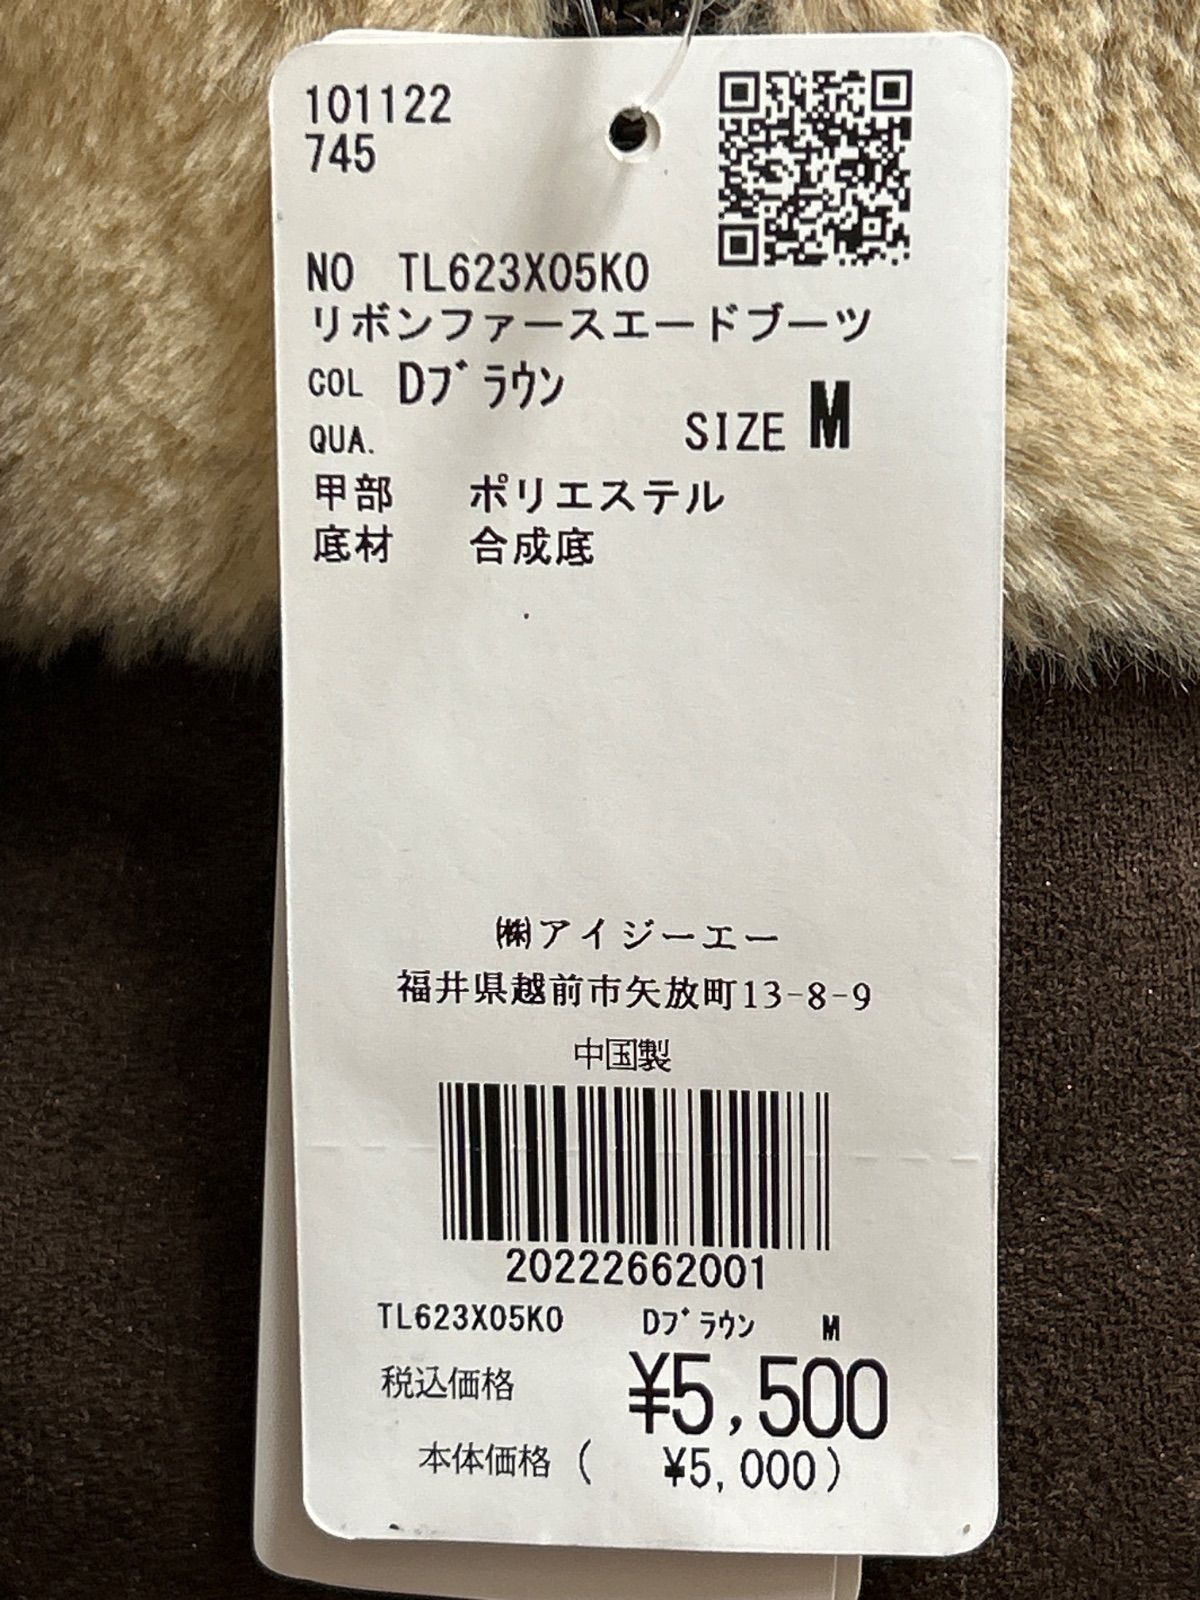 101122
745
NO TL623X05KO
リボンファースエードブーツ
COL Dブラウン
QUA. SIZE M
甲部 ポリエステル
底材 合成底
㈱アイジーエー
福井県越前市矢放町13-8-9
中国製
20222662001
TL623X05KO Dブラウン M
税込価格 ¥5,500
本体価格( ¥5,000)